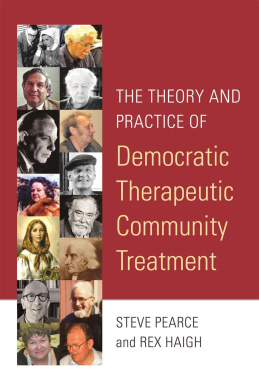 THE THEORY AND
PRACTICE OF
Democratic
Therapeutic
Community
Treatment
STEVE PEARCE
and REX HAIGH